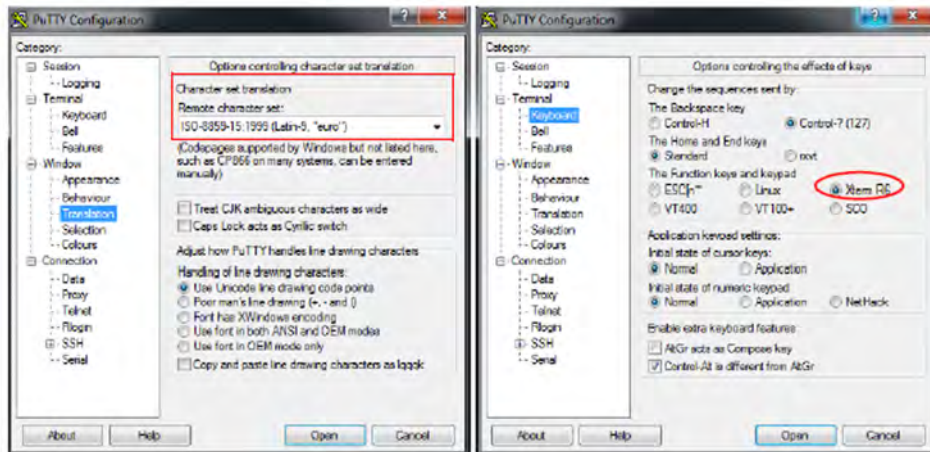 PuTTY Configuration
Category:
Session
Logging
Terminal
Keyboard
Bell
Features
Window
Appearance
Behaviour
Translation
Selection
Colours
Connection
Data
Proxy
Telnet
Rlogin
SSH
Serial
Options controlling character set translation
Character set translation
Remote character set:
ISO-8859-15:1999 (Latin-9, "euro")
(Codepages supported by Windows but not listed here,
such as CP866 on many systems, can be entered
manually)
Treat CJK ambiguous characters as wide
Caps Lock acts as Cyrillic switch
Adjust how PuTTY handles line drawing characters
Handling of line drawing characters:
Use Unicode line drawing code points
Poor man's line drawing (+, - and |)
Font has XWindows encoding
Use font in both ANSI and OEM modes
Use font in OEM mode only
Copy and paste line drawing characters as lqqqk
About Help Open Cancel
PuTTY Configuration
Category:
Session
Logging
Terminal
Keyboard
Bell
Features
Window
Appearance
Behaviour
Translation
Selection
Colours
Connection
Data
Proxy
Telnet
Rlogin
SSH
Serial
Options controlling the effects of keys
Change the sequences sent by:
The Backspace key
Control-H Control-? (127)
The Home and End keys
Standard rxvt
The Function keys and keypad
ESC[n~ Linux Xterm R6
VT400 VT100+ SCO
Application keypad settings:
Initial state of cursor keys:
Normal Application
Initial state of numeric keypad:
Normal Application NetHack
Enable extra keyboard features:
AltGr acts as Compose key
Control-Alt is different from AltGr
About Help Open Cancel